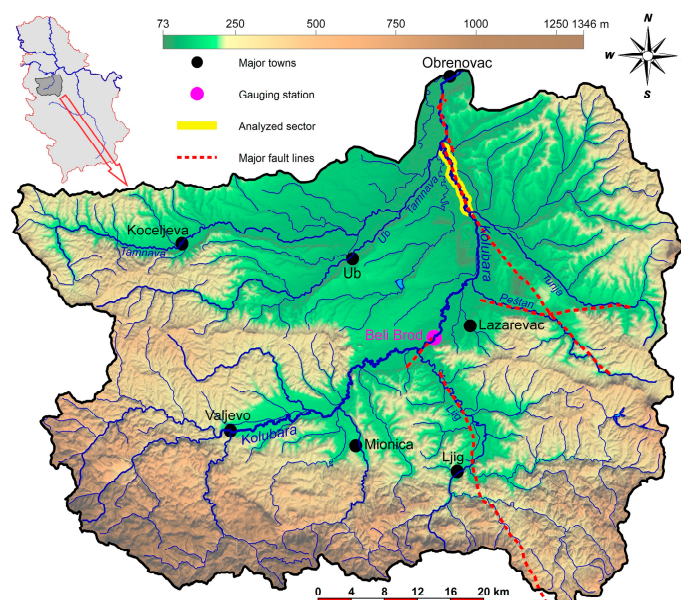 73 250 500 750 1000 1346 m
N
W
S
Major towns
Gauging station
Analyzed sector
Major fault lines
Obrenovac
Tamnava
Ub
Koceljeva
Tamnava
Ub
Kolubara
Turija
Peštan
Lazarevac
Beli Brod
Valjevo
Kolubara
Mionica
Ljig
Ljig
0 4 8 12 16 20 km